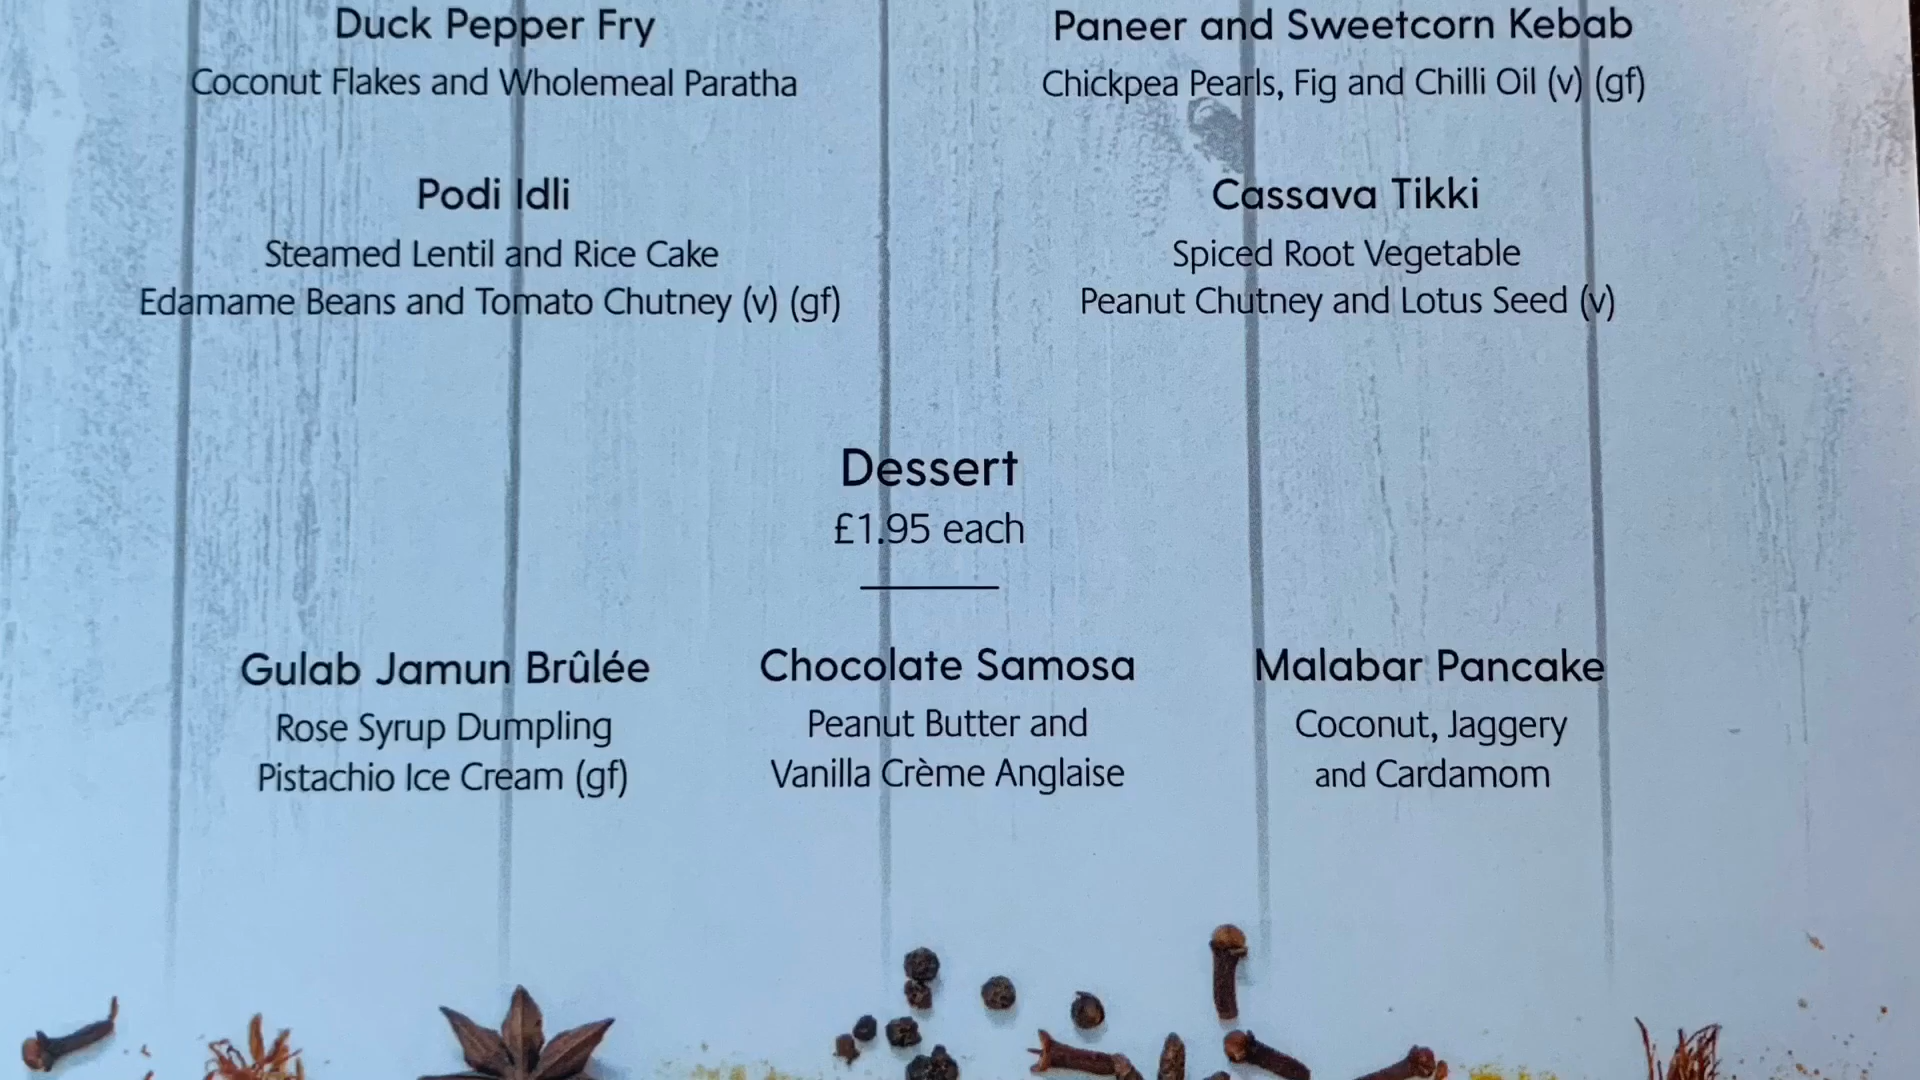 Duck Pepper Fry
Coconut Flakes and Wholemeal Paratha
Paneer and Sweetcorn Kebab
Chickpea Pearls, Fig and Chilli Oil (v) (gf)
Podi Idli
Steamed Lentil and Rice Cake
Edamame Beans and Tomato Chutney (v) (gf)
Cassava Tikki
Spiced Root Vegetable
Peanut Chutney and Lotus Seed (v)
Dessert
£1.95 each
Gulab Jamun Brûlée
Rose Syrup Dumpling
Pistachio Ice Cream (gf)
Chocolate Samosa
Peanut Butter and
Vanilla Crème Anglaise
Malabar Pancake
Coconut, Jaggery
and Cardamom